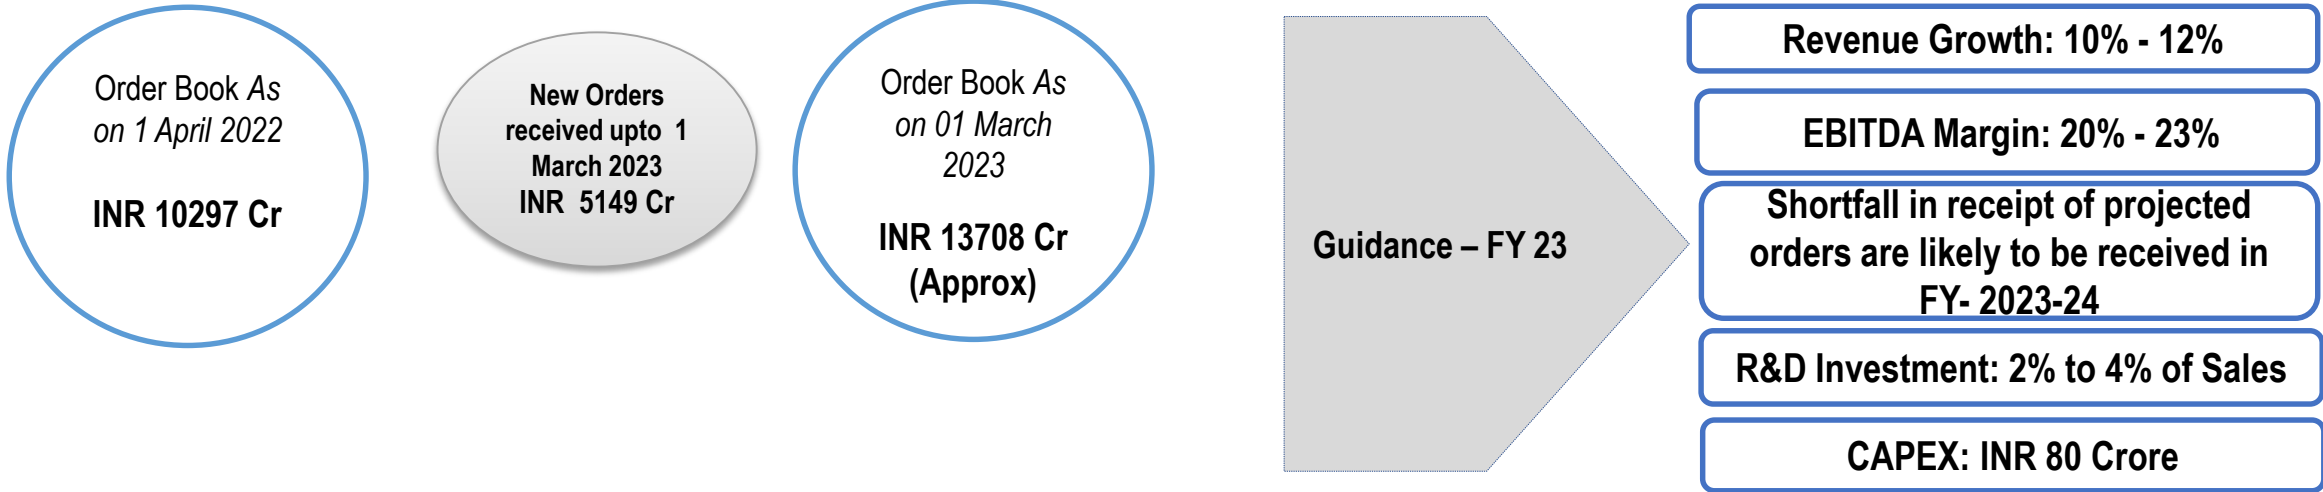 Order Book As
on 1 April 2022
INR 10297 Cr
New Orders
received upto 1
March 2023
INR 5149 Cr
Order Book As
on 01 March
2023
INR 13708 Cr
(Approx)
Guidance – FY 23
Revenue Growth: 10% - 12%
EBITDA Margin: 20% - 23%
Shortfall in receipt of projected
orders are likely to be received in
FY- 2023-24
R&D Investment: 2% to 4% of Sales
CAPEX: INR 80 Crore